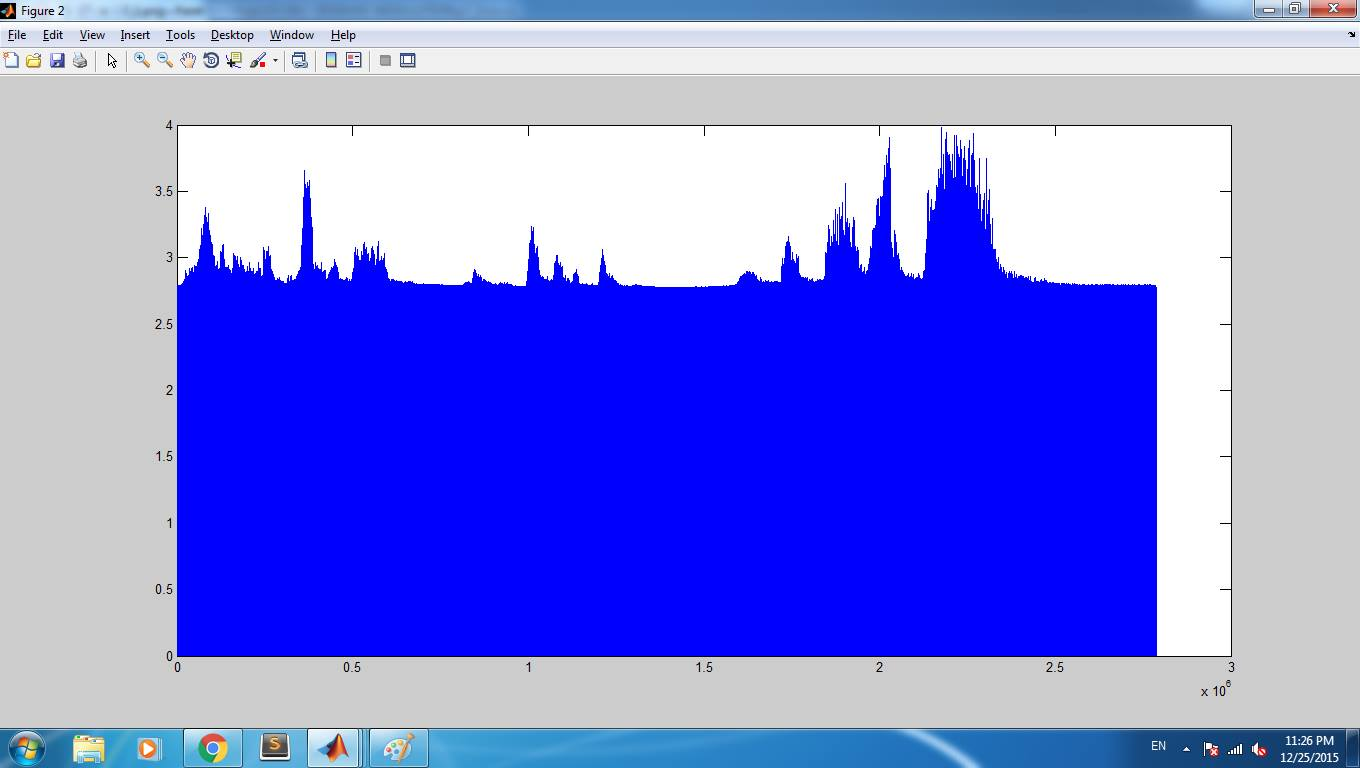 Figure 2
File Edit View Insert Tools Desktop Window Help
4
3.5
3
2.5
2
1.5
1
0.5
0
0 0.5 1 1.5 2 2.5 3
x 10⁶
EN
11:26 PM
12/25/2015
S